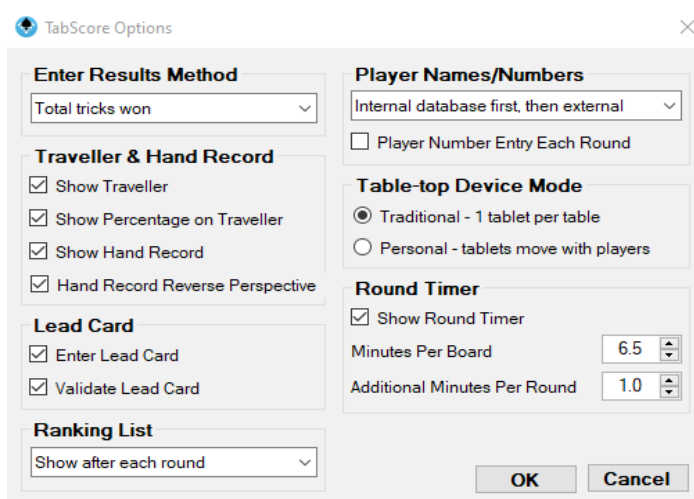 TabScore Options
Enter Results Method
Total tricks won
Traveller & Hand Record
Show Traveller
Show Percentage on Traveller
Show Hand Record
Hand Record Reverse Perspective
Lead Card
Enter Lead Card
Validate Lead Card
Ranking List
Show after each round
Player Names/Numbers
Internal database first, then external
Player Number Entry Each Round
Table-top Device Mode
Traditional - 1 tablet per table
Personal - tablets move with players
Round Timer
Show Round Timer
Minutes Per Board 6.5
Additional Minutes Per Round 1.0
OK Cancel